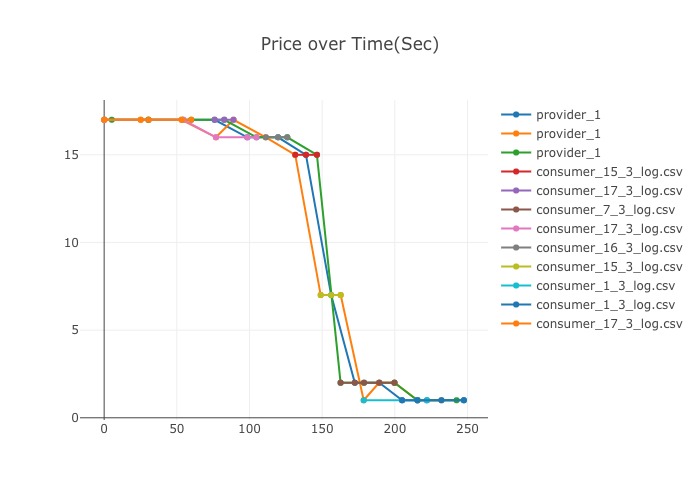 Price over Time(Sec)
provider_1
provider_1
provider_1
consumer_15_3_log.csv
consumer_17_3_log.csv
consumer_7_3_log.csv
consumer_17_3_log.csv
consumer_16_3_log.csv
consumer_15_3_log.csv
consumer_1_3_log.csv
consumer_1_3_log.csv
consumer_17_3_log.csv
15
10
5
0
0 50 100 150 200 250